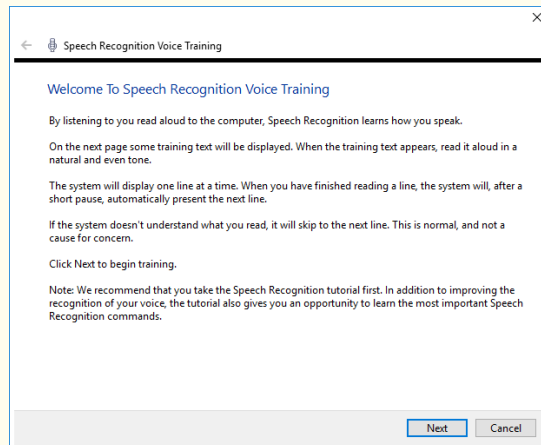 Speech Recognition Voice Training
Welcome To Speech Recognition Voice Training
By listening to you read aloud to the computer, Speech Recognition learns how you speak.
On the next page some training text will be displayed. When the training text appears, read it aloud in a
natural and even tone.
The system will display one line at a time. When you have finished reading a line, the system will, after a
short pause, automatically present the next line.
If the system doesn't understand what you read, it will skip to the next line. This is normal, and not a
cause for concern.
Click Next to begin training.
Note: We recommend that you take the Speech Recognition tutorial first. In addition to improving the
recognition of your voice, the tutorial also gives you an opportunity to learn the most important Speech
Recognition commands.
Next Cancel